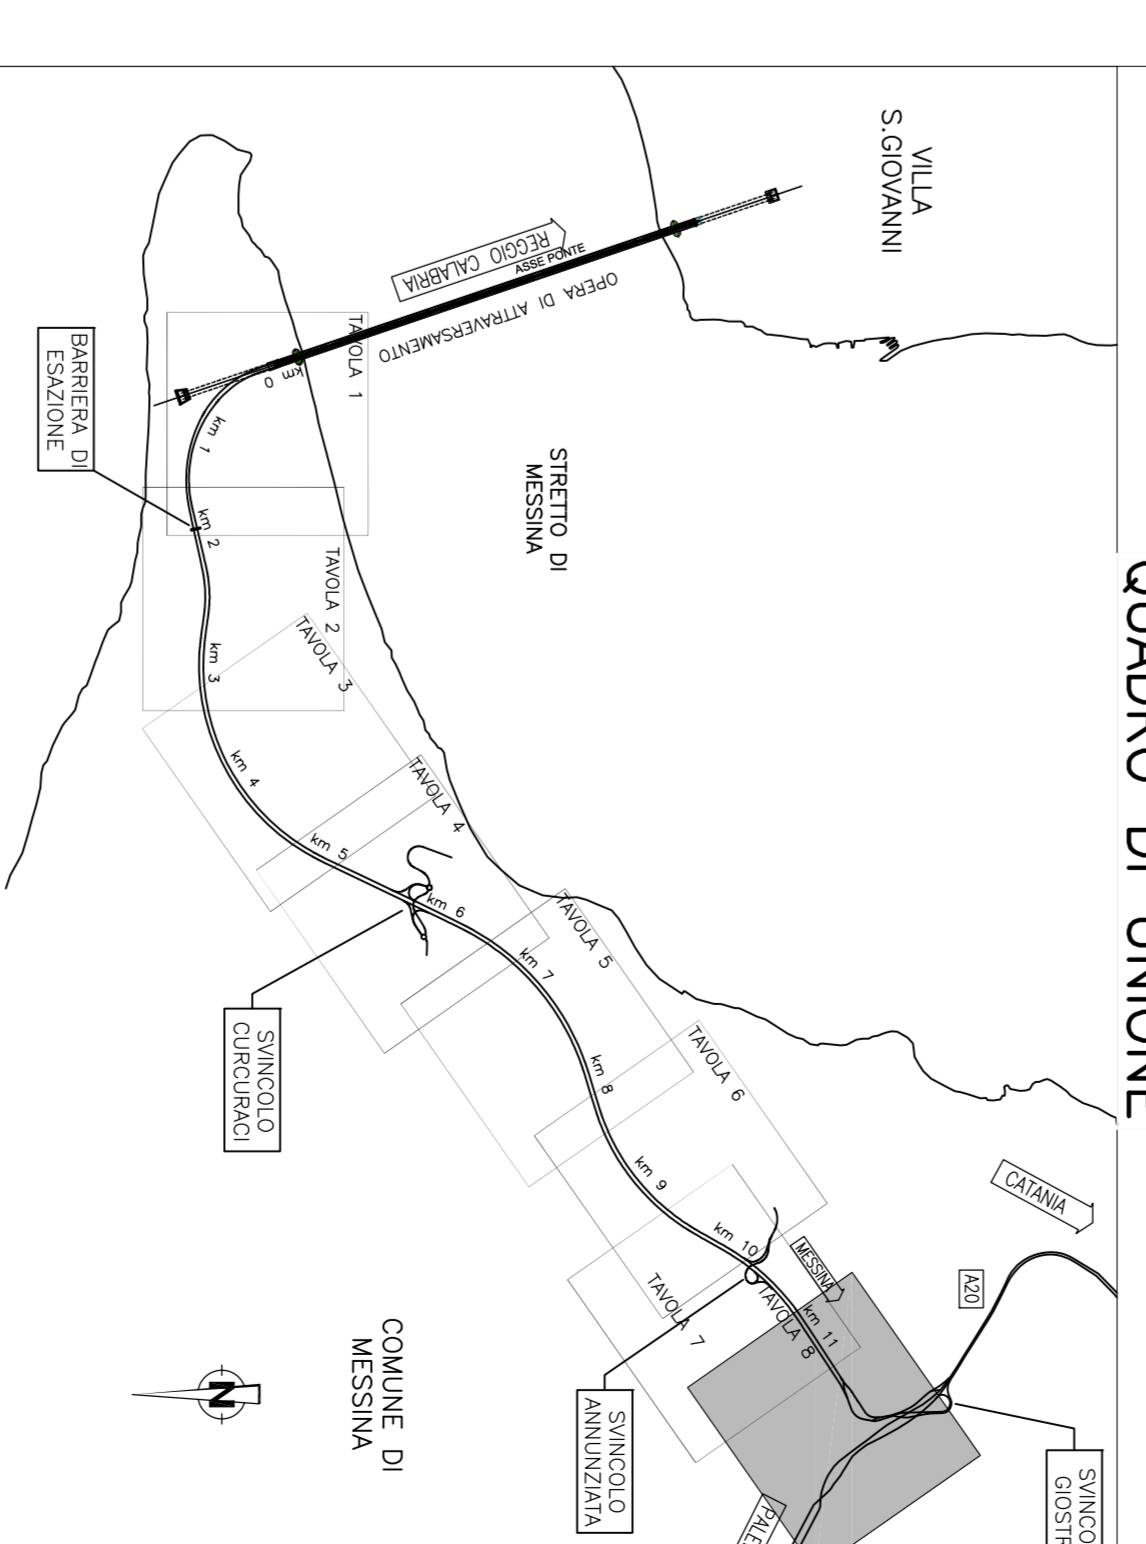 QUADRO DI UNIONE
VILLA
S.GIOVANNI
REGGIO CALABRIA
ASSE PONTE
OPERA DI ATTRAVERSAMENTO
STRETTO DI
MESSINA
BARRIERA DI
ESAZIONE
TAVOLA 1
km 0
km 1
km 2
TAVOLA 2
km 3
TAVOLA 3
km 4
TAVOLA 4
km 5
km 6
TAVOLA 5
km 7
SVINCOLO
CURCURACI
TAVOLA 6
km 8
km 9
km 10
TAVOLA 7
TAVOLA 8
km 11
MESSINA
CATANIA
A20
SVINCOLO
ANNUNZIATA
COMUNE DI
MESSINA
N
SVINCO
GIOSTR
PALE